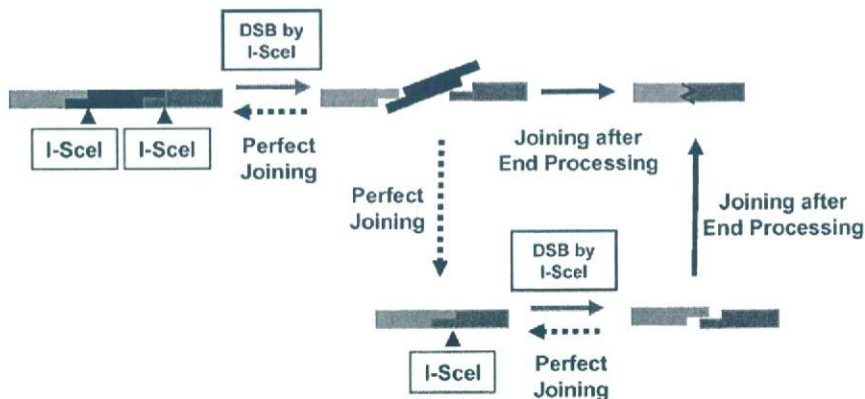 DSB by
I-SceI
I-SceI
I-SceI
Perfect
Joining
Joining after
End Processing
Perfect
Joining
Joining after
End Processing
DSB by
I-SceI
I-SceI
Perfect
Joining